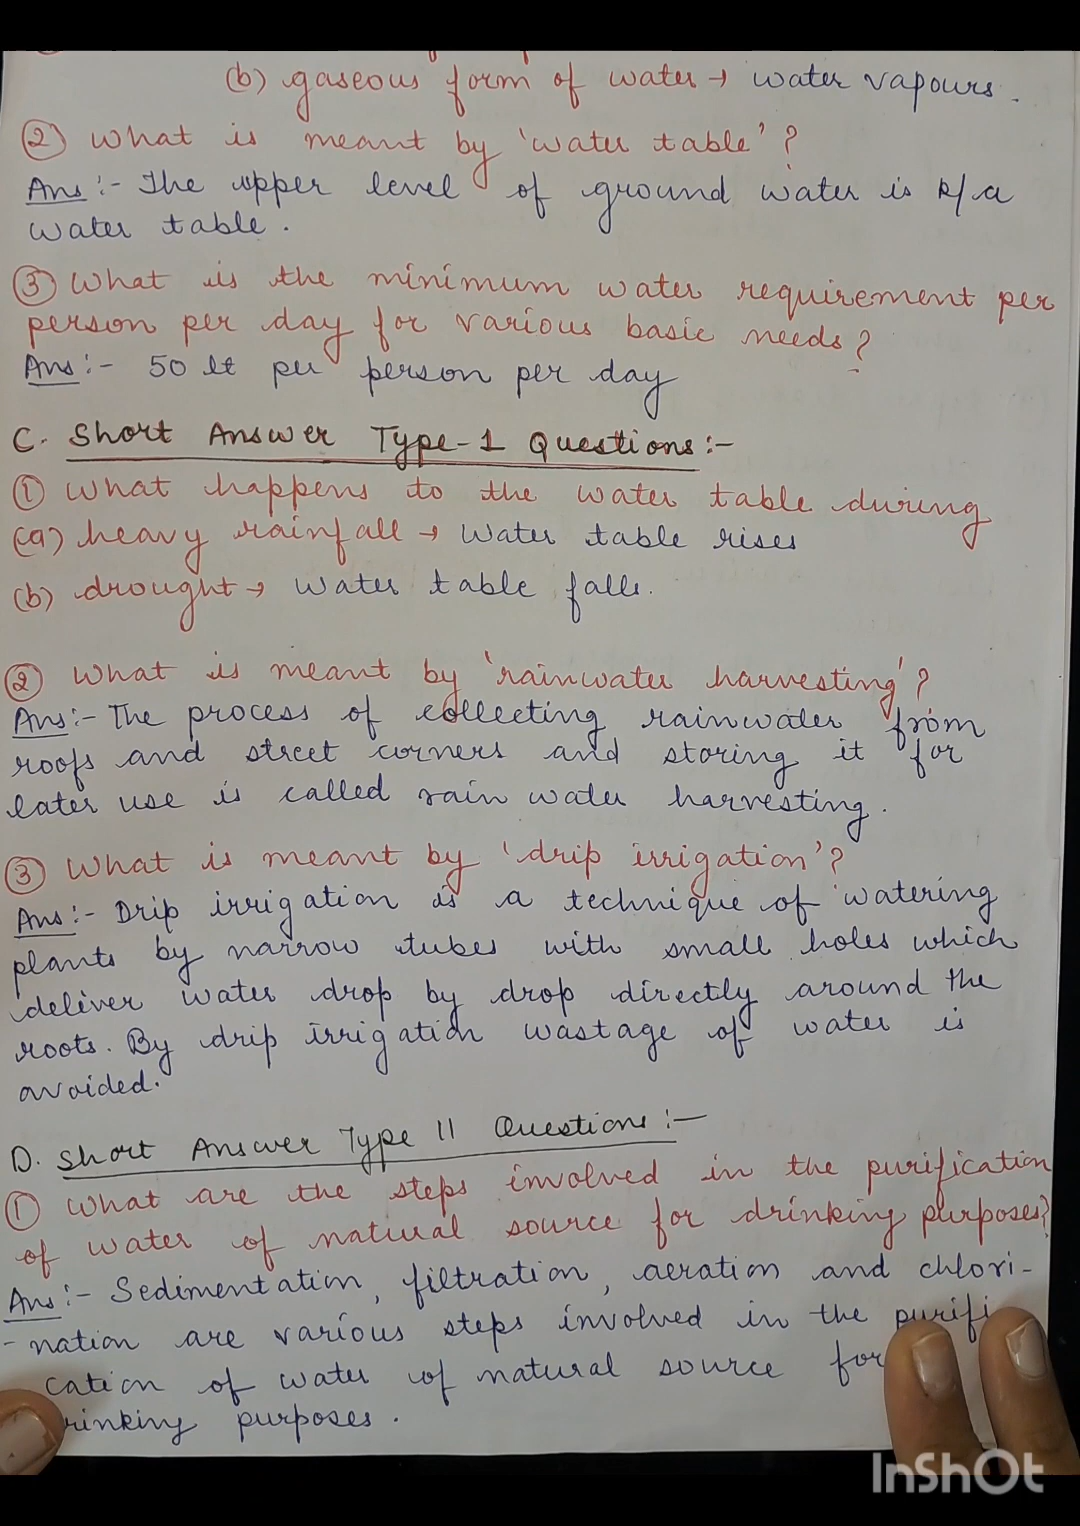 (b) gaseous form of water → water vapours.
② What is meant by 'water table'?
Ans:- The upper level of ground water is k/a
water table.
③ What is the minimum water requirement per
person per day for various basic needs?
Ans:- 50 lt per person per day
C. Short Answer Type-1 Questions:-
① What happens to the water table during
(a) heavy rainfall → Water table rises
(b) drought → Water table falls.
② What is meant by 'rainwater harvesting'?
Ans:- The process of collecting rainwater from
roofs and street corners and storing it for
later use is called rain water harvesting.
③ What is meant by 'drip irrigation'?
Ans:- Drip irrigation is a technique of watering
plants by narrow tubes with small holes which
deliver water drop by drop directly around the
roots. By drip irrigation wastage of water is
avoided.
D. Short Answer Type II Questions:-
① What are the steps involved in the purification
of water of natural source for drinking purposes?
Ans:- Sedimentation, filtration, aeration and chlori-
-nation are various steps involved in the purifi
cation of water of natural source for
rinking purposes.
InShOt